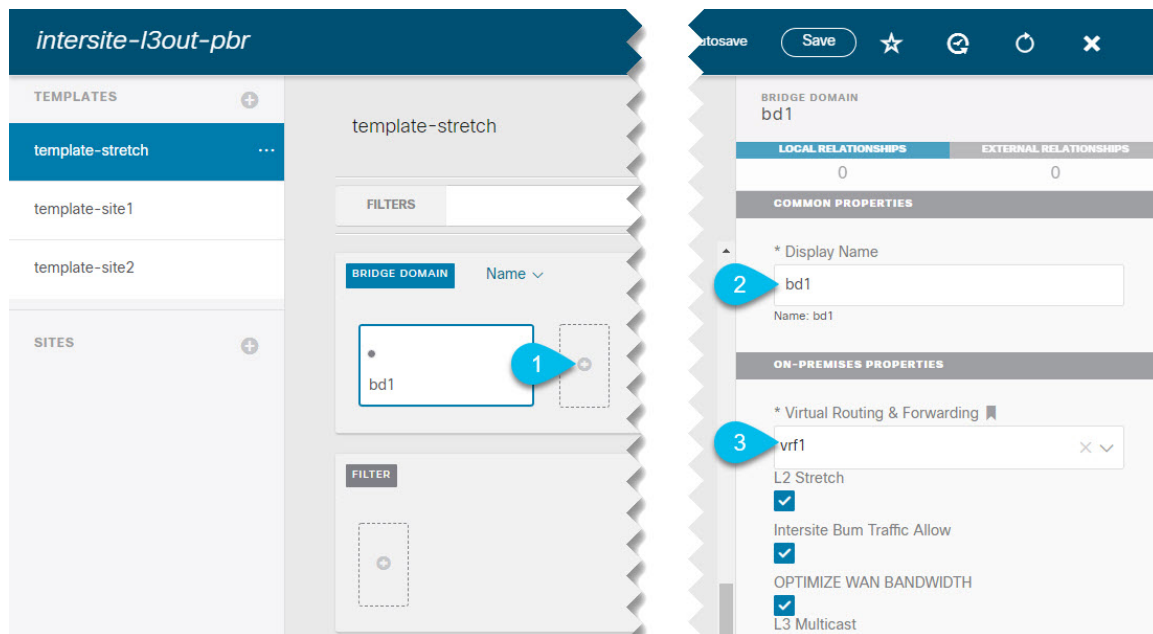 intersite-l3out-pbr
TEMPLATES
template-stretch
template-site1
template-site2
SITES
template-stretch
FILTERS
BRIDGE DOMAIN Name
bd1
1
FILTER
utosave Save
BRIDGE DOMAIN
bd1
LOCAL RELATIONSHIPS EXTERNAL RELATIONSHIPS
0 0
COMMON PROPERTIES
* Display Name
2 bd1
Name: bd1
ON-PREMISES PROPERTIES
* Virtual Routing & Forwarding
3 vrf1
L2 Stretch
Intersite Bum Traffic Allow
OPTIMIZE WAN BANDWIDTH
L3 Multicast